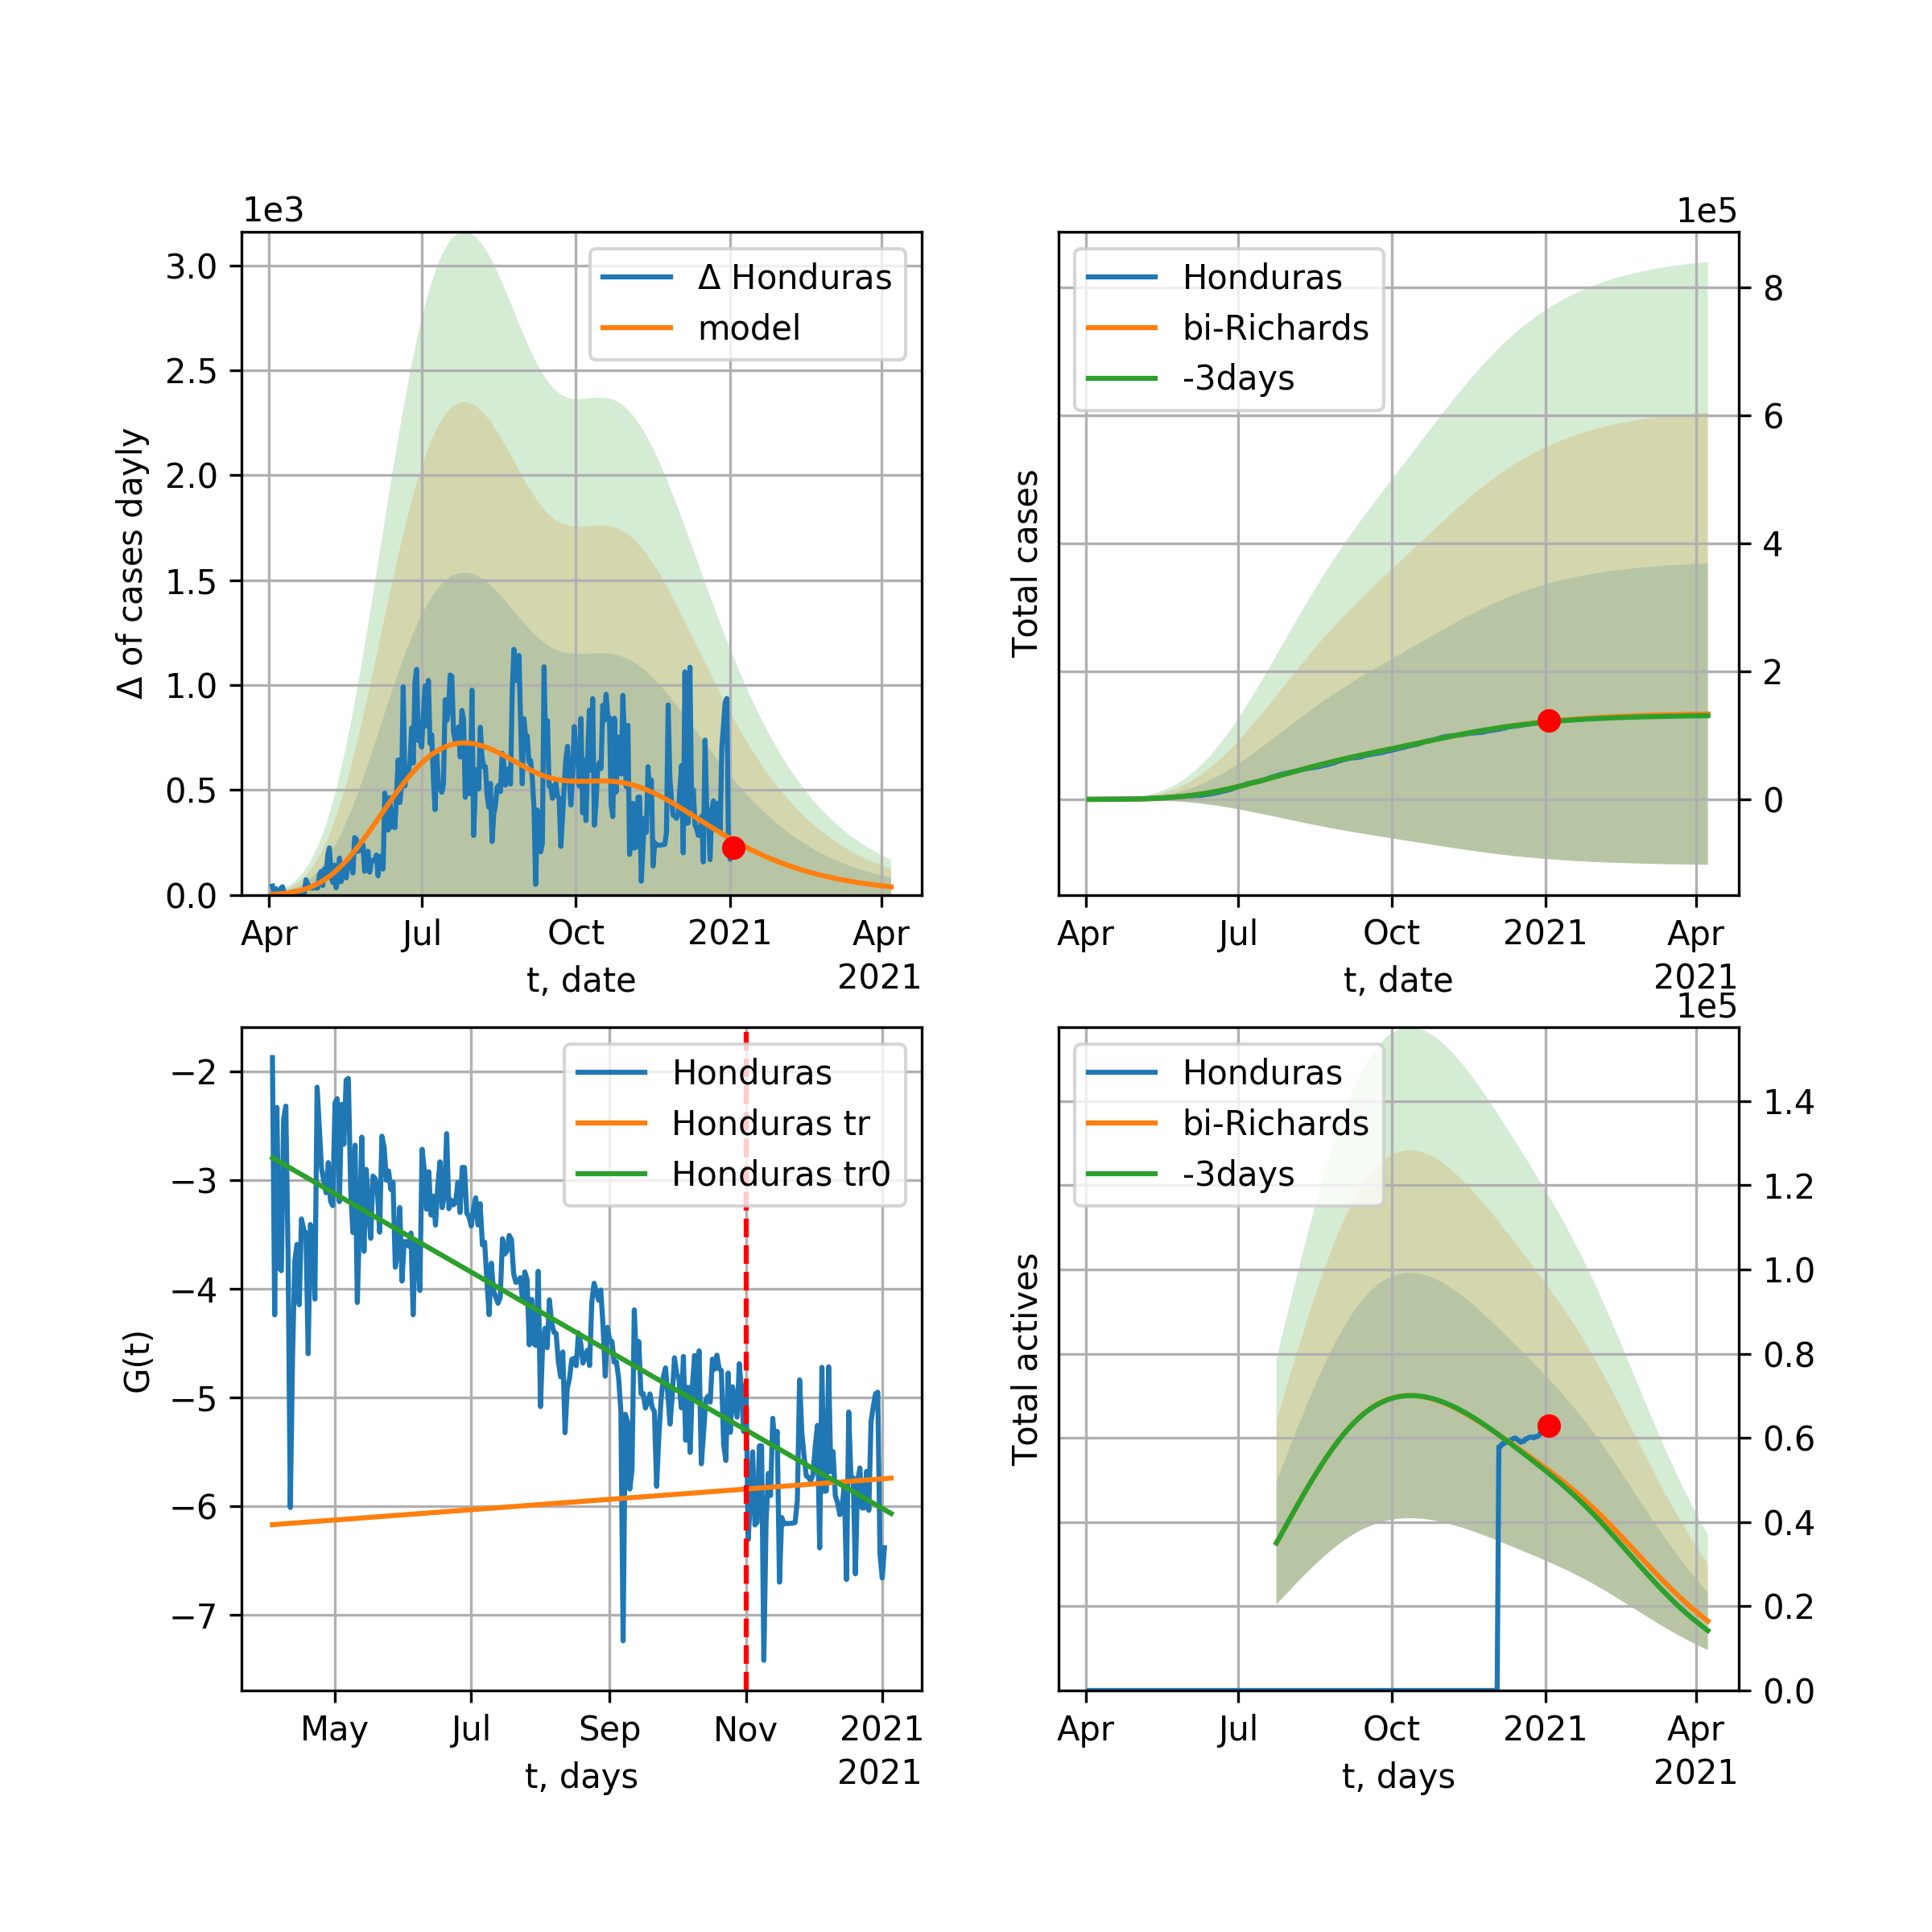 1e3
3.0
2.5
2.0
1.5
1.0
0.5
0.0
Δ of cases dayly
Δ Honduras
model
Apr
Jul
Oct
2021
Apr
2021
t, date
1e5
Honduras
bi-Richards
-3days
Total cases
8
6
4
2
0
Apr
Jul
Oct
2021
Apr
2021
t, date
−2
−3
−4
−5
−6
−7
G(t)
Honduras
Honduras tr
Honduras tr0
May
Jul
Sep
Nov
2021
2021
t, days
1e5
Honduras
bi-Richards
-3days
Total actives
1.4
1.2
1.0
0.8
0.6
0.4
0.2
0.0
Apr
Jul
Oct
2021
Apr
2021
t, days